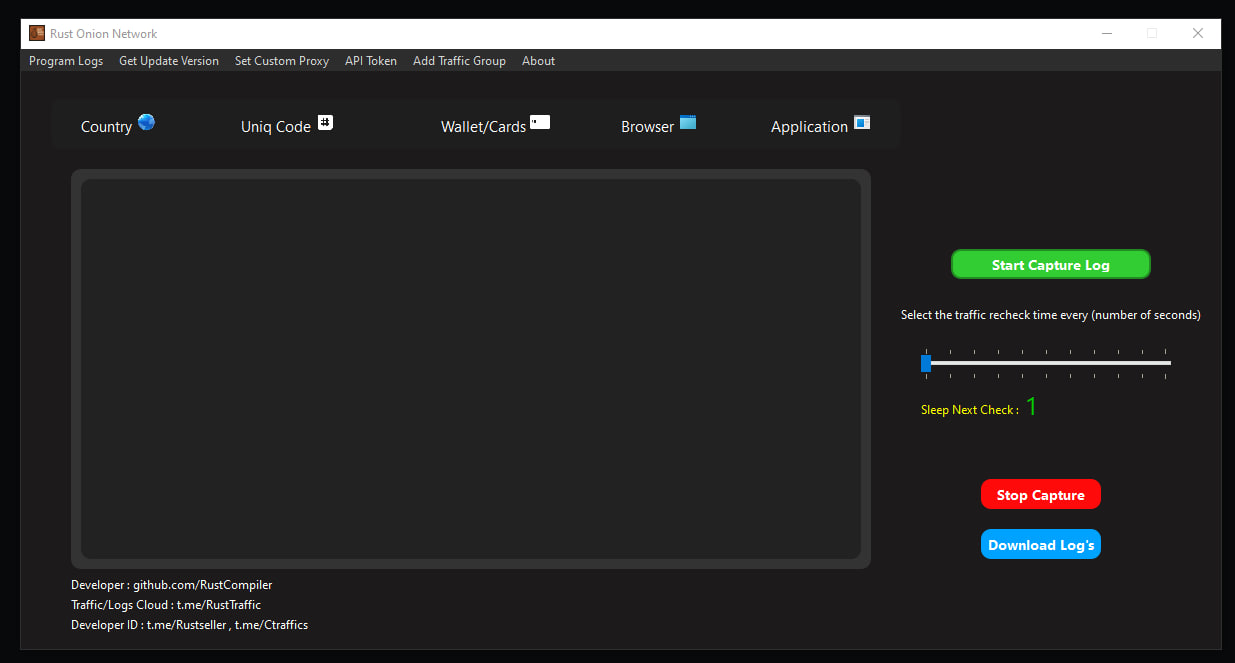 Rust Onion Network
Program Logs Get Update Version Set Custom Proxy API Token Add Traffic Group About
Country Uniq Code # Wallet/Cards Browser Application
Start Capture Log
Select the traffic recheck time every (number of seconds)
Sleep Next Check : 1
Stop Capture
Download Log's
Developer : github.com/RustCompiler
Traffic/Logs Cloud : t.me/RustTraffic
Developer ID : t.me/Rustseller , t.me/Ctraffics